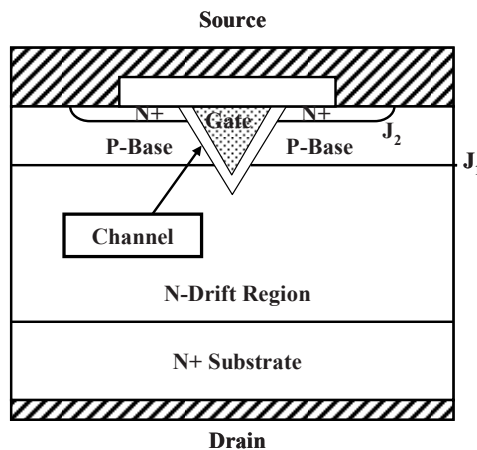 Source
N+ Gate N+
J2
P-Base P-Base
J1
Channel
N-Drift Region
N+ Substrate
Drain